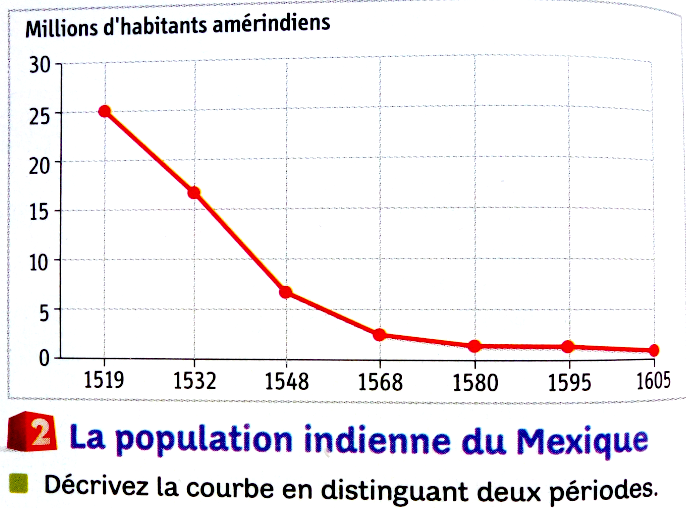 Millions d'habitants amérindiens
30
25
20
15
10
5
0
1519 1532 1548 1568 1580 1595 1605
2 La population indienne du Mexique
Décrivez la courbe en distinguant deux périodes.